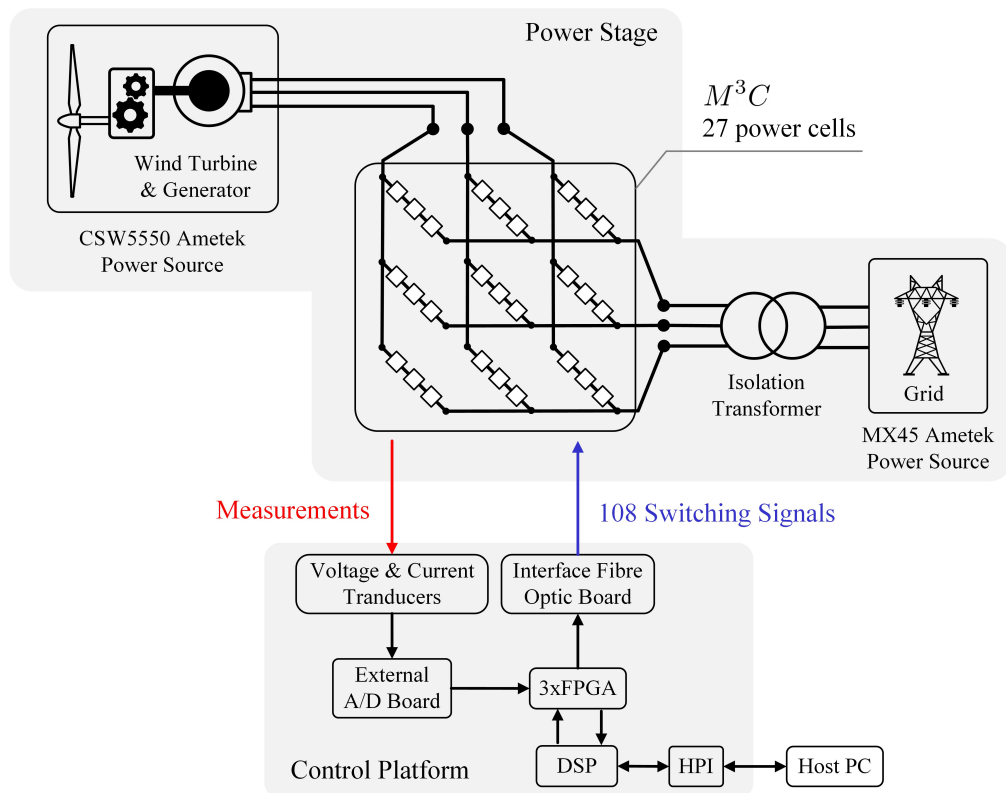 Power Stage
Wind Turbine
& Generator
CSW5550 Ametek
Power Source
M³C
27 power cells
Isolation
Transformer
Grid
MX45 Ametek
Power Source
Measurements
108 Switching Signals
Voltage & Current
Tranducers
Interface Fibre
Optic Board
External
A/D Board
3xFPGA
Control Platform
DSP
HPI
Host PC